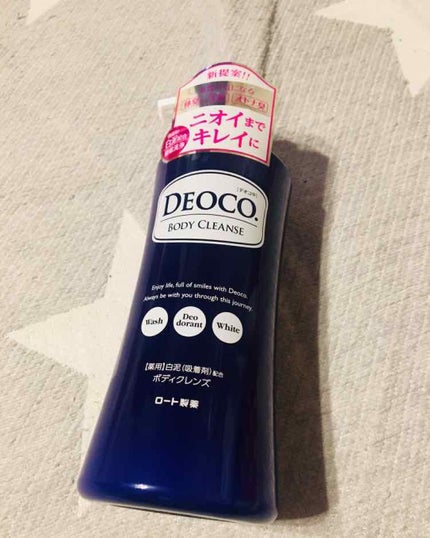 新提案!!
ニオイまで
キレイに
[デオコ]
DEOCO.
BODY CLEANSE
Enjoy life, full of smiles with Deoco.
Always be with you through this journey.
Wash
Deo
dorant
White
【薬用】白泥(吸着剤)配合
ボディクレンズ
ロート製薬